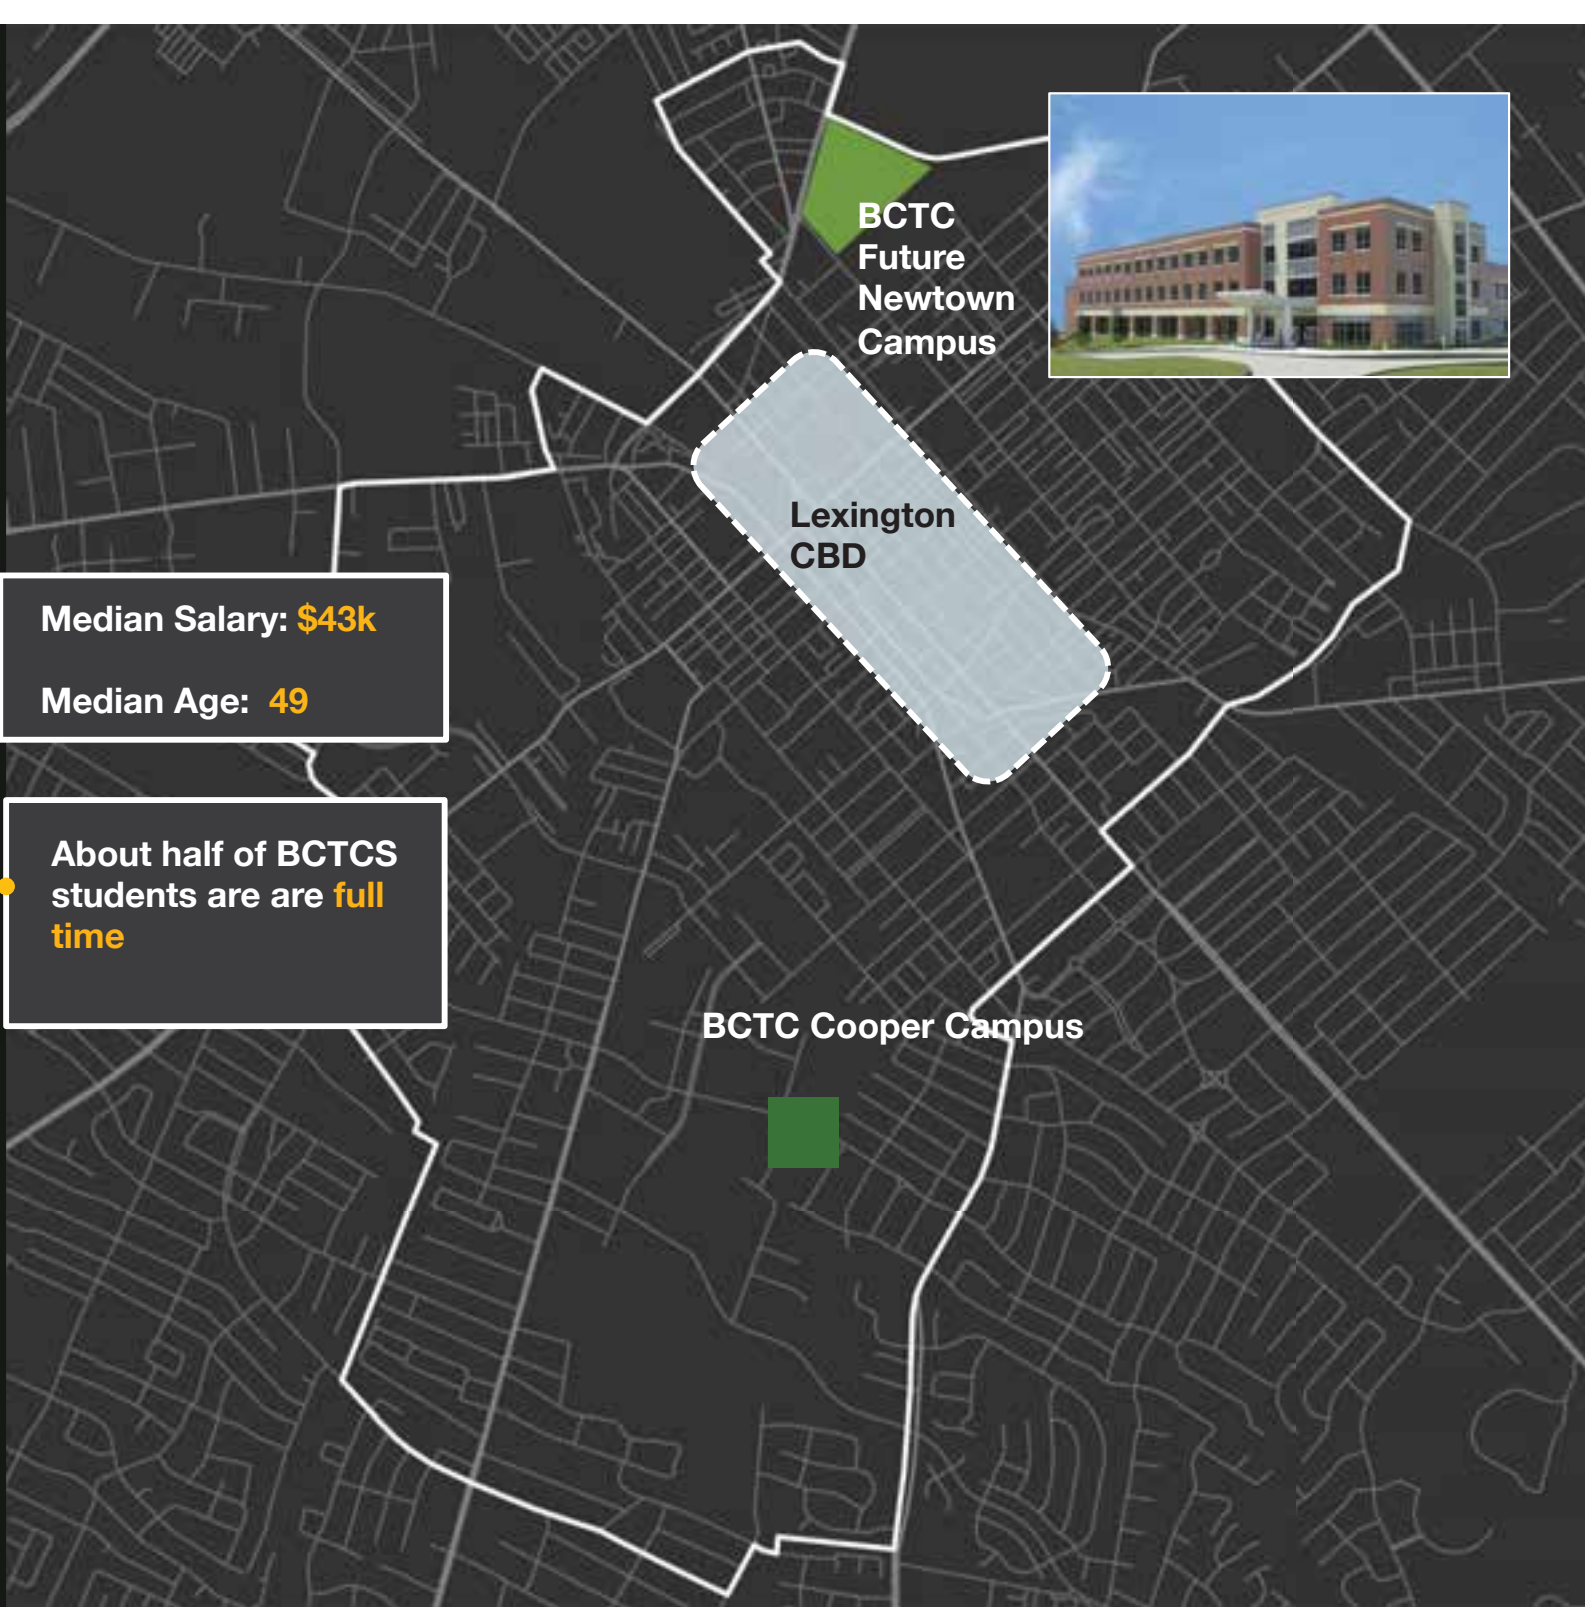 BCTC
Future
Newtown
Campus
Lexington
CBD
Median Salary: $43k
Median Age: 49
About half of BCTCS
students are are full
time
BCTC Cooper Campus